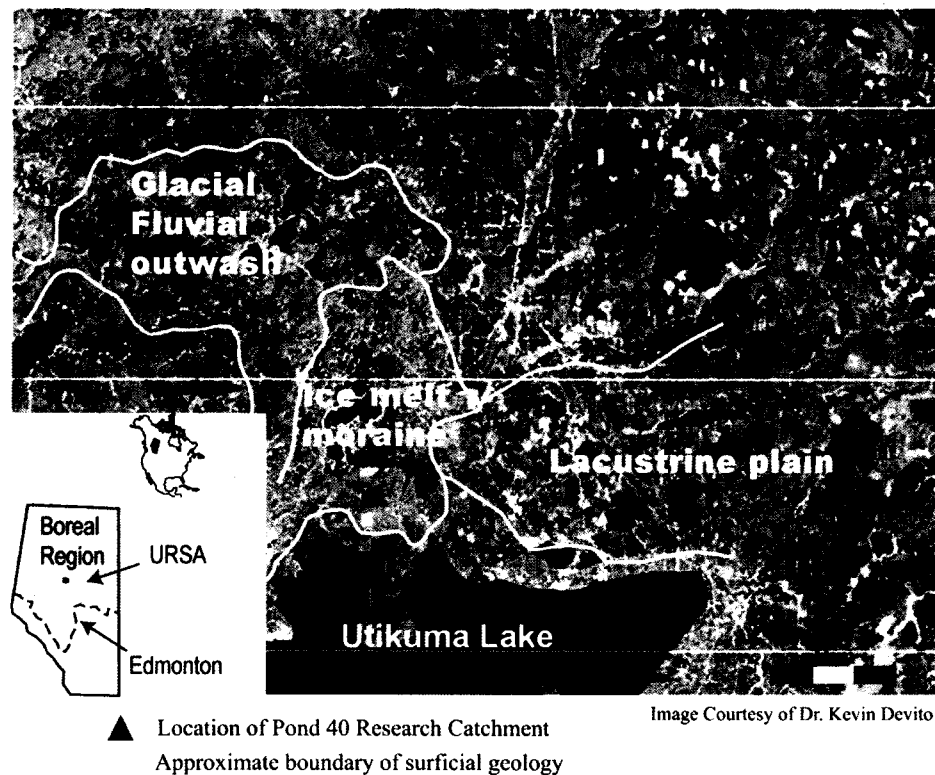 Glacial
Fluvial
outwash
Ice melt
moraine
Lacustrine plain
Boreal
Region
URSA
Edmonton
Utikuma Lake
Image Courtesy of Dr. Kevin Devito
Location of Pond 40 Research Catchment
Approximate boundary of surficial geology